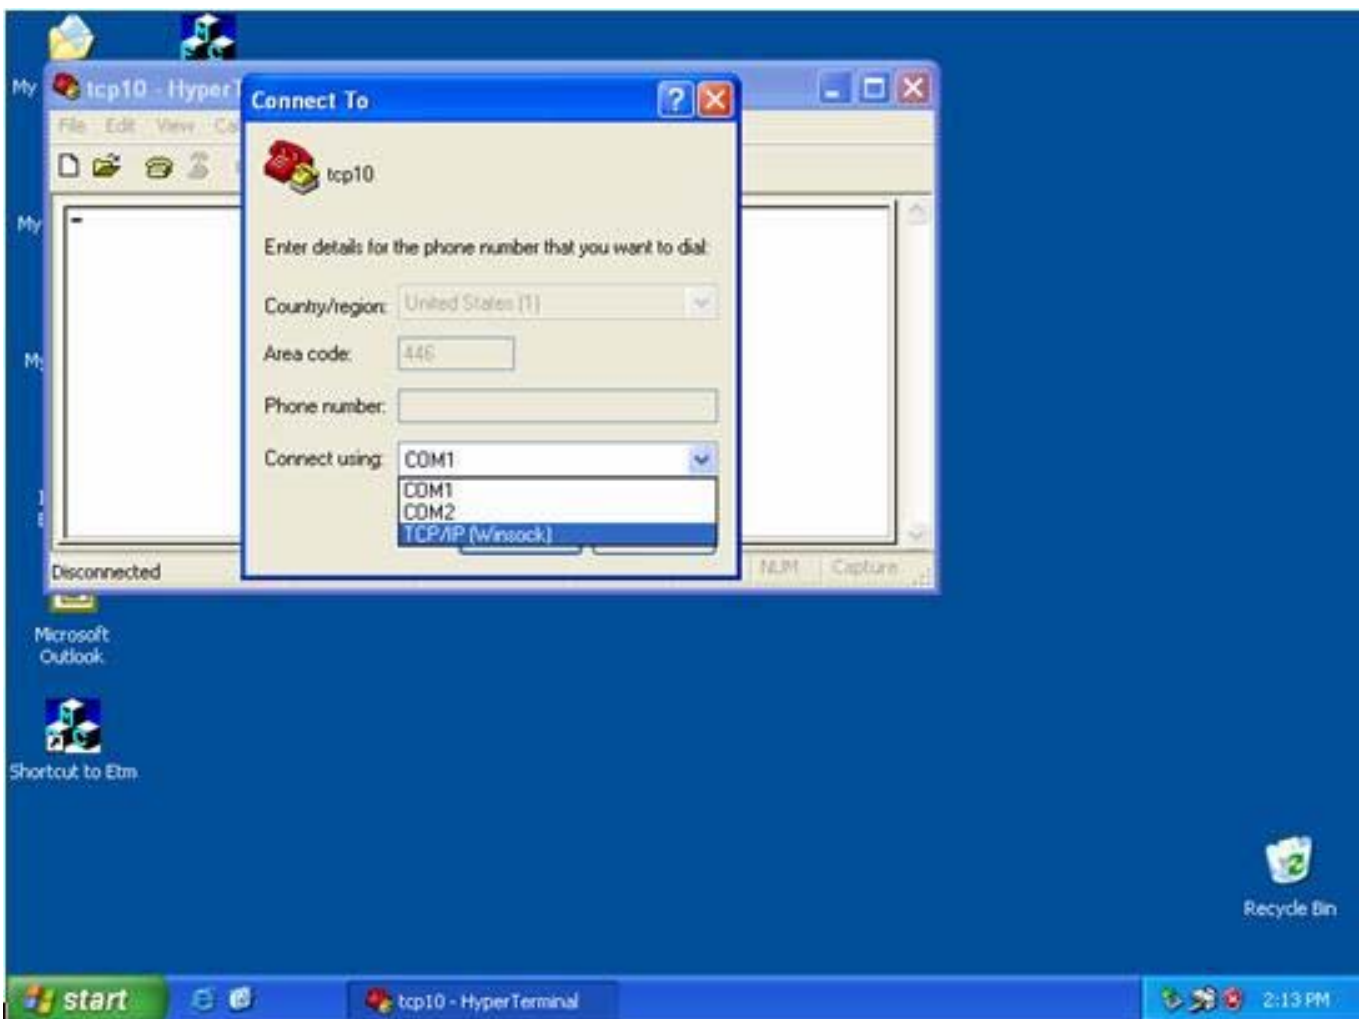 My
tcp10 - HyperT
Connect To
File Edit View Ca
tcp10
My
Enter details for the phone number that you want to dial:
Country/region: United States (1)
My
Area code: 446
Phone number:
Connect using: COM1
COM1
COM2
TCP/IP (Winsock)
Disconnected
NUM Capture
Microsoft
Outlook
Shortcut to Etm
Recycle Bin
start
tcp10 - HyperTerminal
2:13 PM